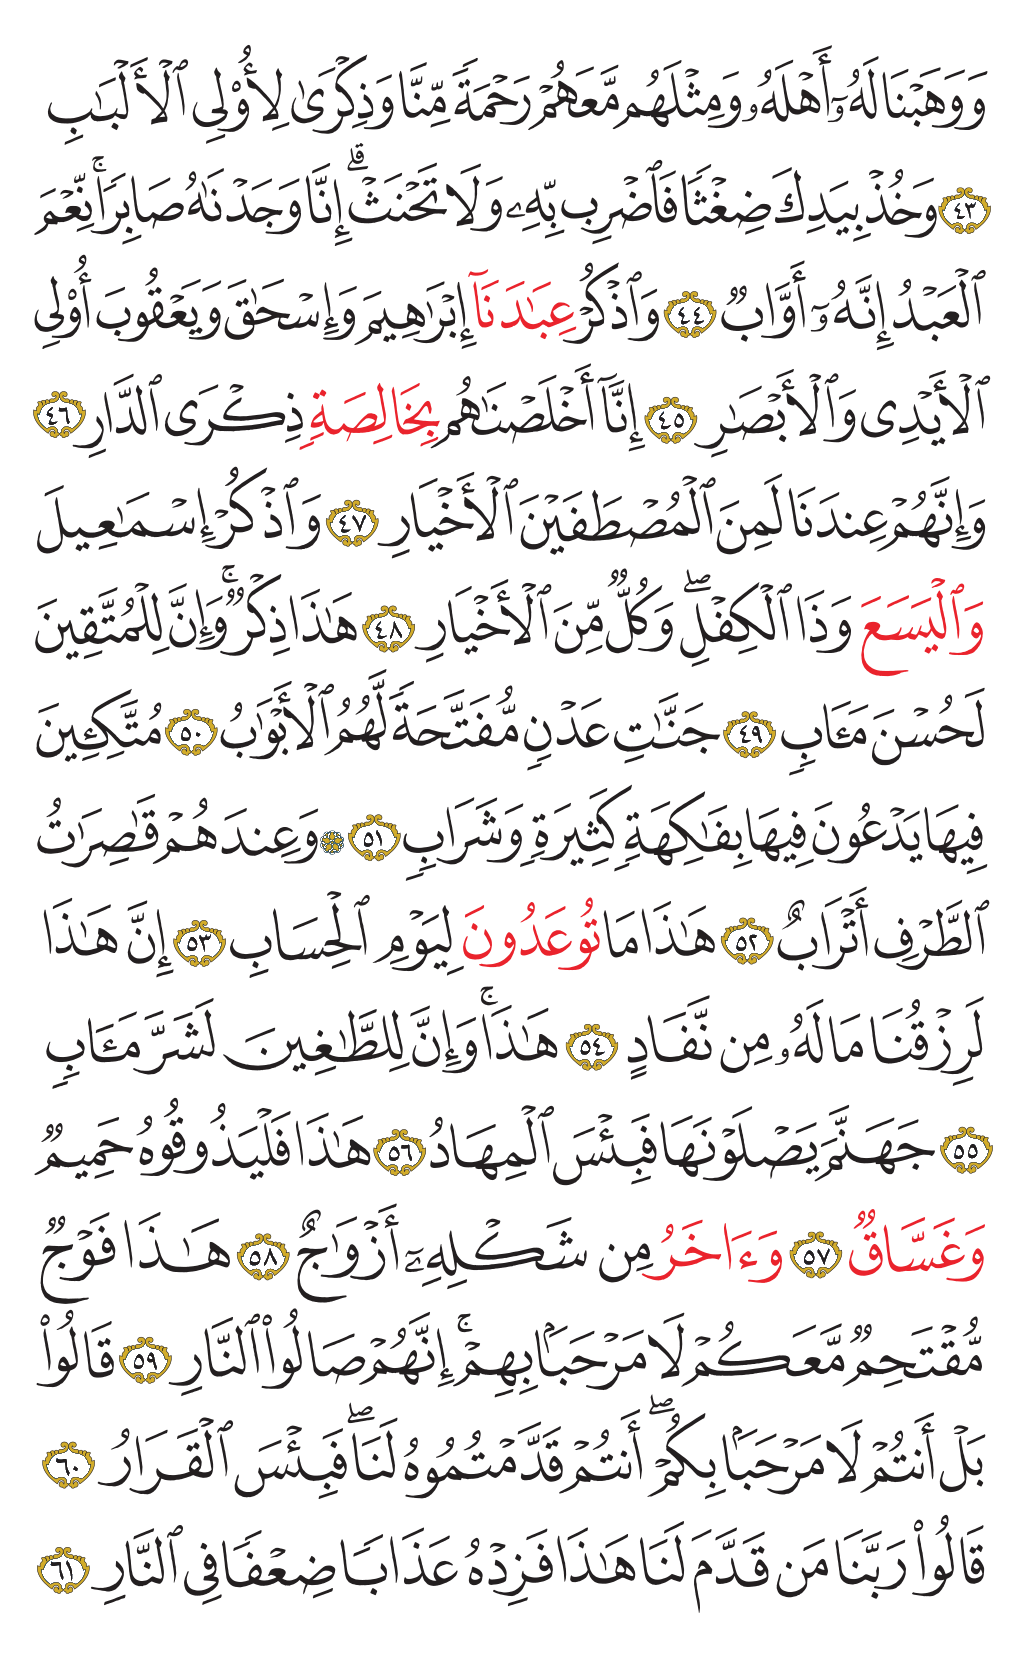 وَوَهَبْنَا لَهُۥٓ أَهْلَهُۥ وَمِثْلَهُم مَّعَهُمْ رَحْمَةً مِّنَّا وَذِكْرَىٰ لِأُو۟لِى ٱلْأَلْبَٰبِ
٤٣ وَخُذْ بِيَدِكَ ضِغْثًا فَٱضْرِب بِّهِۦ وَلَا تَحْنَثْ ۗ إِنَّا وَجَدْنَٰهُ صَابِرًا ۚ نِّعْمَ
ٱلْعَبْدُ إِنَّهُۥٓ أَوَّابٌ ٤٤ وَٱذْكُرْ عِبَٰدَنَآ إِبْرَٰهِيمَ وَإِسْحَٰقَ وَيَعْقُوبَ أُو۟لِى
ٱلْأَيْدِى وَٱلْأَبْصَٰرِ ٤٥ إِنَّآ أَخْلَصْنَٰهُم بِخَالِصَةٍ ذِكْرَى ٱلدَّارِ ٤٦
وَإِنَّهُمْ عِندَنَا لَمِنَ ٱلْمُصْطَفَيْنَ ٱلْأَخْيَارِ ٤٧ وَٱذْكُرْ إِسْمَٰعِيلَ
وَٱلْيَسَعَ وَذَا ٱلْكِفْلِ ۖ وَكُلٌّ مِّنَ ٱلْأَخْيَارِ ٤٨ هَٰذَا ذِكْرٌ ۚ وَإِنَّ لِلْمُتَّقِينَ
لَحُسْنَ مَـَٔابٍ ٤٩ جَنَّٰتِ عَدْنٍ مُّفَتَّحَةً لَّهُمُ ٱلْأَبْوَٰبُ ٥٠ مُتَّكِـِٔينَ
فِيهَا يَدْعُونَ فِيهَا بِفَٰكِهَةٍ كَثِيرَةٍ وَشَرَابٍ ٥١ ۞ وَعِندَهُمْ قَٰصِرَٰتُ
ٱلطَّرْفِ أَتْرَابٌ ٥٢ هَٰذَا مَا تُوعَدُونَ لِيَوْمِ ٱلْحِسَابِ ٥٣ إِنَّ هَٰذَا
لَرِزْقُنَا مَا لَهُۥ مِن نَّفَادٍ ٥٤ هَٰذَا ۚ وَإِنَّ لِلطَّٰغِينَ لَشَرَّ مَـَٔابٍ
٥٥ جَهَنَّمَ يَصْلَوْنَهَا فَبِئْسَ ٱلْمِهَادُ ٥٦ هَٰذَا فَلْيَذُوقُوهُ حَمِيمٌ
وَغَسَّاقٌ ٥٧ وَءَاخَرُ مِن شَكْلِهِۦٓ أَزْوَٰجٌ ٥٨ هَٰذَا فَوْجٌ
مُّقْتَحِمٌ مَّعَكُمْ لَا مَرْحَبًۢا بِهِمْ ۚ إِنَّهُمْ صَالُوا۟ ٱلنَّارِ ٥٩ قَالُوا۟
بَلْ أَنتُمْ لَا مَرْحَبًۢا بِكُمْ ۖ أَنتُمْ قَدَّمْتُمُوهُ لَنَا ۖ فَبِئْسَ ٱلْقَرَارُ ٦٠
قَالُوا۟ رَبَّنَا مَن قَدَّمَ لَنَا هَٰذَا فَزِدْهُ عَذَابًا ضِعْفًا فِى ٱلنَّارِ ٦١